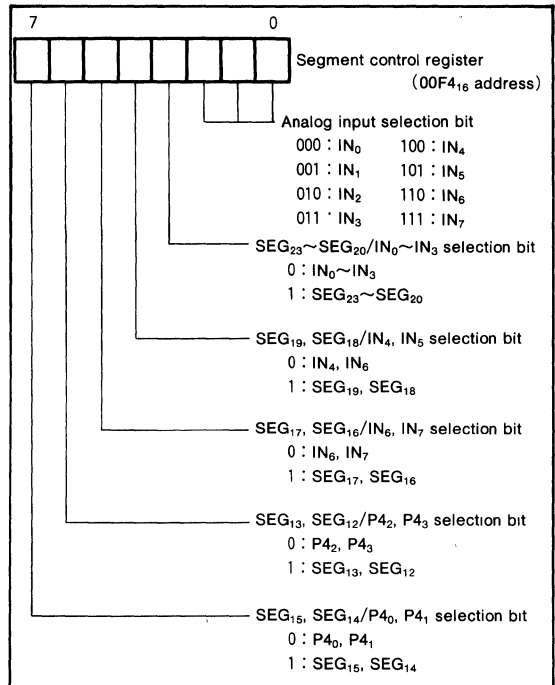 7 0
Segment control register
(00F4₁₆ address)
Analog input selection bit
000 : IN₀ 100 : IN₄
001 : IN₁ 101 : IN₅
010 : IN₂ 110 : IN₆
011 : IN₃ 111 : IN₇
SEG₂₃~SEG₂₀/IN₀~IN₃ selection bit
0 : IN₀~IN₃
1 : SEG₂₃~SEG₂₀
SEG₁₉, SEG₁₈/IN₄, IN₅ selection bit
0 : IN₄, IN₆
1 : SEG₁₉, SEG₁₈
SEG₁₇, SEG₁₆/IN₆, IN₇ selection bit
0 : IN₆, IN₇
1 : SEG₁₇, SEG₁₆
SEG₁₃, SEG₁₂/P4₂, P4₃ selection bit
0 : P4₂, P4₃
1 : SEG₁₃, SEG₁₂
SEG₁₅, SEG₁₄/P4₀, P4₁ selection bit
0 : P4₀, P4₁
1 : SEG₁₅, SEG₁₄